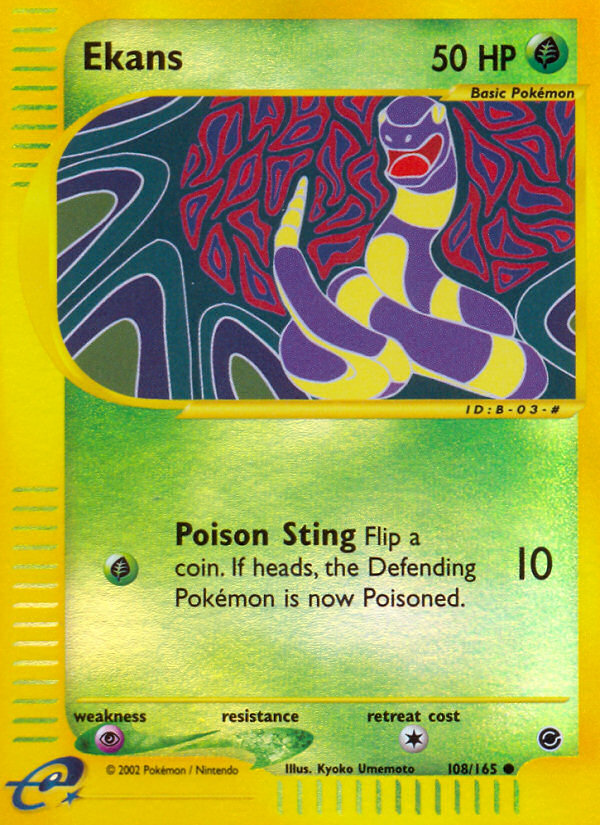 Ekans 50 HP
Basic Pokémon
ID:B-03-#
Poison Sting Flip a
coin. If heads, the Defending 10
Pokémon is now Poisoned.
weakness resistance retreat cost
© 2002 Pokémon / Nintendo Illus. Kyoko Umemoto 108/165
e